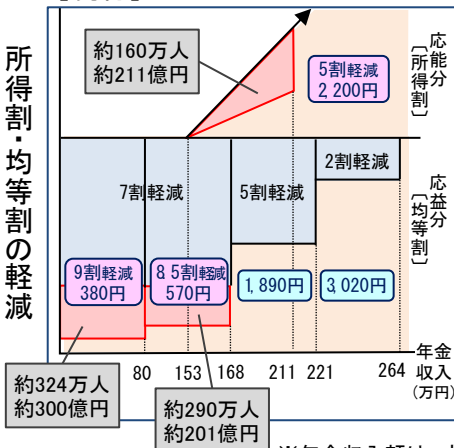 所得割・均等割の軽減
約160万人
約211億円
5割軽減
2,200円
応能分
〔所得割〕
7割軽減
5割軽減
2割軽減
応益分
〔均等割〕
9割軽減
380円
8.5割軽減
570円
1,890円
3,020円
80
153
168
211
221
264
年金
収入
(万円)
約324万人
約300億円
約290万人
約201億円